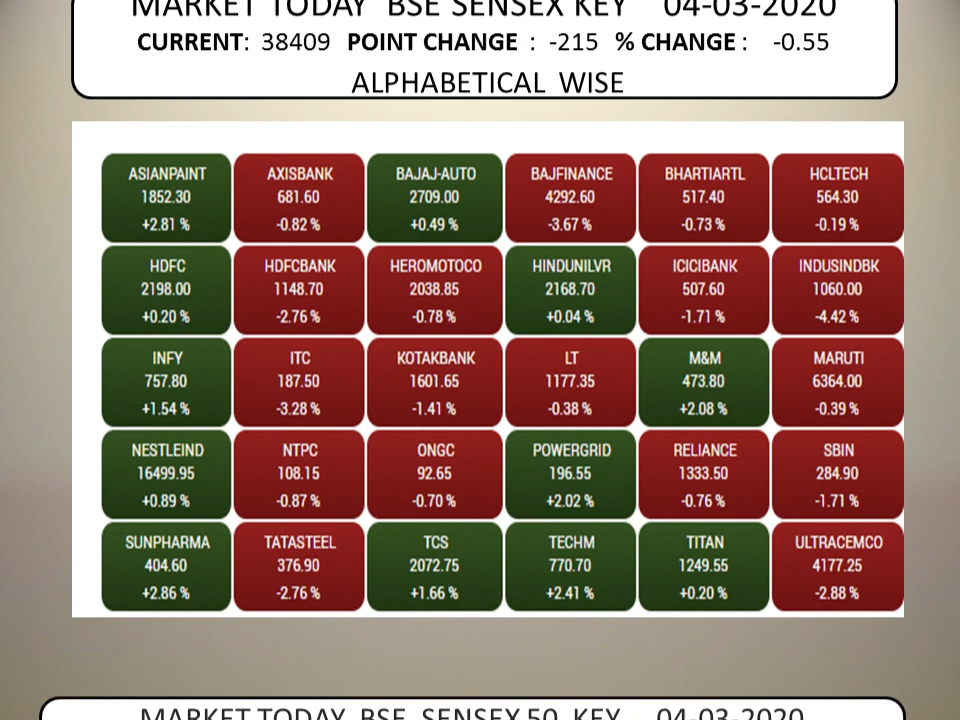 MARKET TODAY BSE SENSEX KEY 04-03-2020
CURRENT: 38409 POINT CHANGE : -215 % CHANGE : -0.55
ALPHABETICAL WISE
ASIANPAINT AXISBANK BAJAJ-AUTO BAJFINANCE BHARTIARTL HCLTECH
1852.30 681.60 2709.00 4292.60 517.40 564.30
+2.81 % -0.82 % +0.49 % -3.67 % -0.73 % -0.19 %
HDFC HDFCBANK HEROMOTOCO HINDUNILVR ICICIBANK INDUSINDBK
2198.00 1148.70 2038.85 2168.70 507.60 1060.00
+0.20 % -2.76 % -0.78 % +0.04 % -1.71 % -4.42 %
INFY ITC KOTAKBANK LT M&M MARUTI
757.80 187.50 1601.65 1177.35 473.80 6364.00
+1.54 % -3.28 % -1.41 % -0.38 % +2.08 % -0.39 %
NESTLEIND NTPC ONGC POWERGRID RELIANCE SBIN
16499.95 108.15 92.65 196.55 1333.50 284.90
+0.89 % -0.87 % -0.70 % +2.02 % -0.76 % -1.71 %
SUNPHARMA TATASTEEL TCS TECHM TITAN ULTRACEMCO
404.60 376.90 2072.75 770.70 1249.55 4177.25
+2.86 % -2.76 % +1.66 % +2.41 % +0.20 % -2.88 %
MARKET TODAY BSE SENSEX 50 KEY 04-03-2020